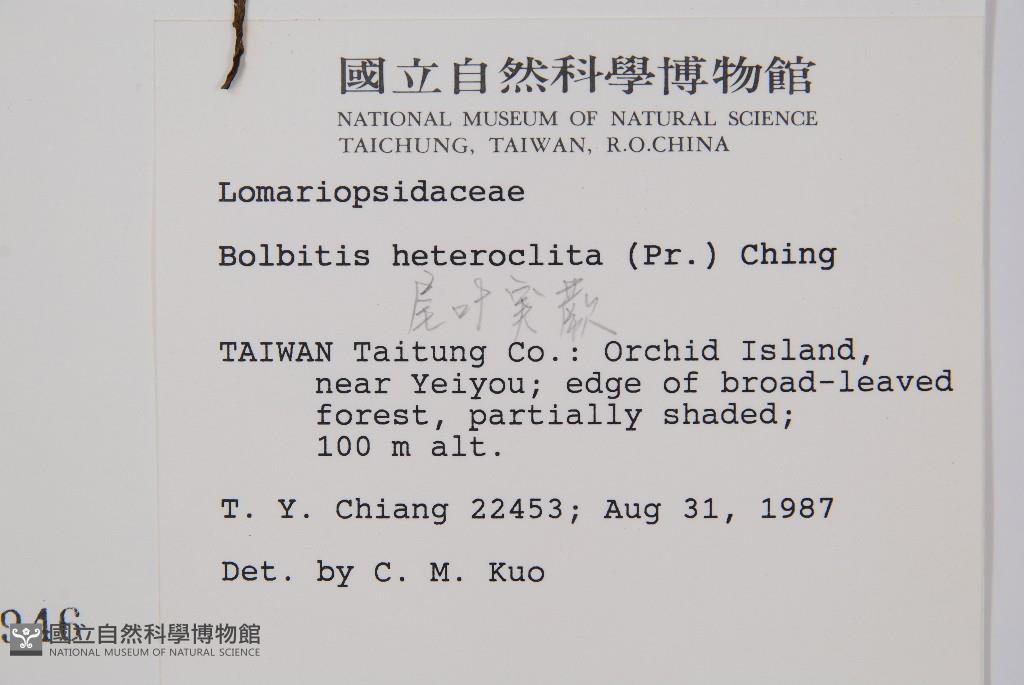 國立自然科學博物館
NATIONAL MUSEUM OF NATURAL SCIENCE
TAICHUNG, TAIWAN, R.O.CHINA
Lomariopsidaceae
Bolbitis heteroclita (Pr.) Ching
尾叶实蕨
TAIWAN Taitung Co.: Orchid Island,
near Yeiyou; edge of broad-leaved
forest, partially shaded;
100 m alt.
T. Y. Chiang 22453; Aug 31, 1987
Det. by C. M. Kuo
946
國立自然科學博物館
NATIONAL MUSEUM OF NATURAL SCIENCE